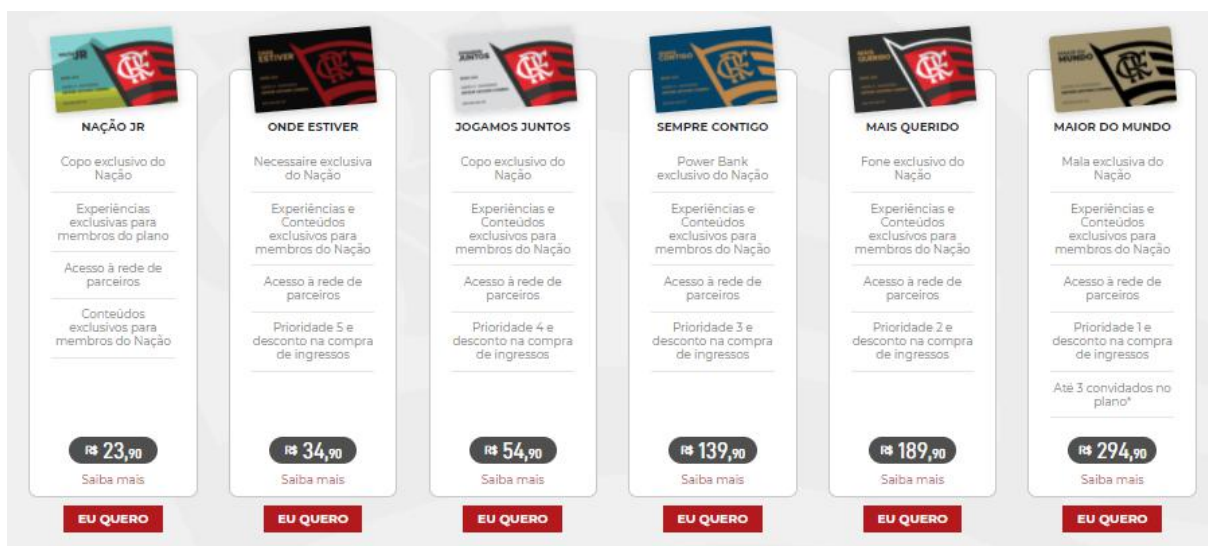 NAÇÃO JR
Copo exclusivo do
Nação
Experiências
exclusivas para
membros do plano
Acesso à rede de
parceiros
Conteúdos
exclusivos para
membros do Nação
R$ 23,90
Saiba mais
EU QUERO
ONDE ESTIVER
ONDE ESTIVER
Necessaire exclusiva
do Nação
Experiências e
Conteúdos
exclusivos para
membros do Nação
Acesso à rede de
parceiros
Prioridade 5 e
desconto na compra
de ingressos
R$ 34,90
Saiba mais
EU QUERO
JOGAMOS JUNTOS
Copo exclusivo do
Nação
Experiências e
Conteúdos
exclusivos para
membros do Nação
Acesso à rede de
parceiros
Prioridade 4 e
desconto na compra
de ingressos
R$ 54,90
Saiba mais
EU QUERO
SEMPRE CONTIGO
Power Bank
exclusivo do Nação
Experiências e
Conteúdos
exclusivos para
membros do Nação
Acesso à rede de
parceiros
Prioridade 3 e
desconto na compra
de ingressos
R$ 139,90
Saiba mais
EU QUERO
MAIS
QUERIDO
MAIS QUERIDO
Fone exclusivo do
Nação
Experiências e
Conteúdos
exclusivos para
membros do Nação
Acesso à rede de
parceiros
Prioridade 2 e
desconto na compra
de ingressos
R$ 189,90
Saiba mais
EU QUERO
MAIOR DO
MUNDO
MAIOR DO MUNDO
Mala exclusiva do
Nação
Experiências e
Conteúdos
exclusivos para
membros do Nação
Acesso à rede de
parceiros
Prioridade 1 e
desconto na compra
de ingressos
Até 3 convidados no
plano*
R$ 294,90
Saiba mais
EU QUERO